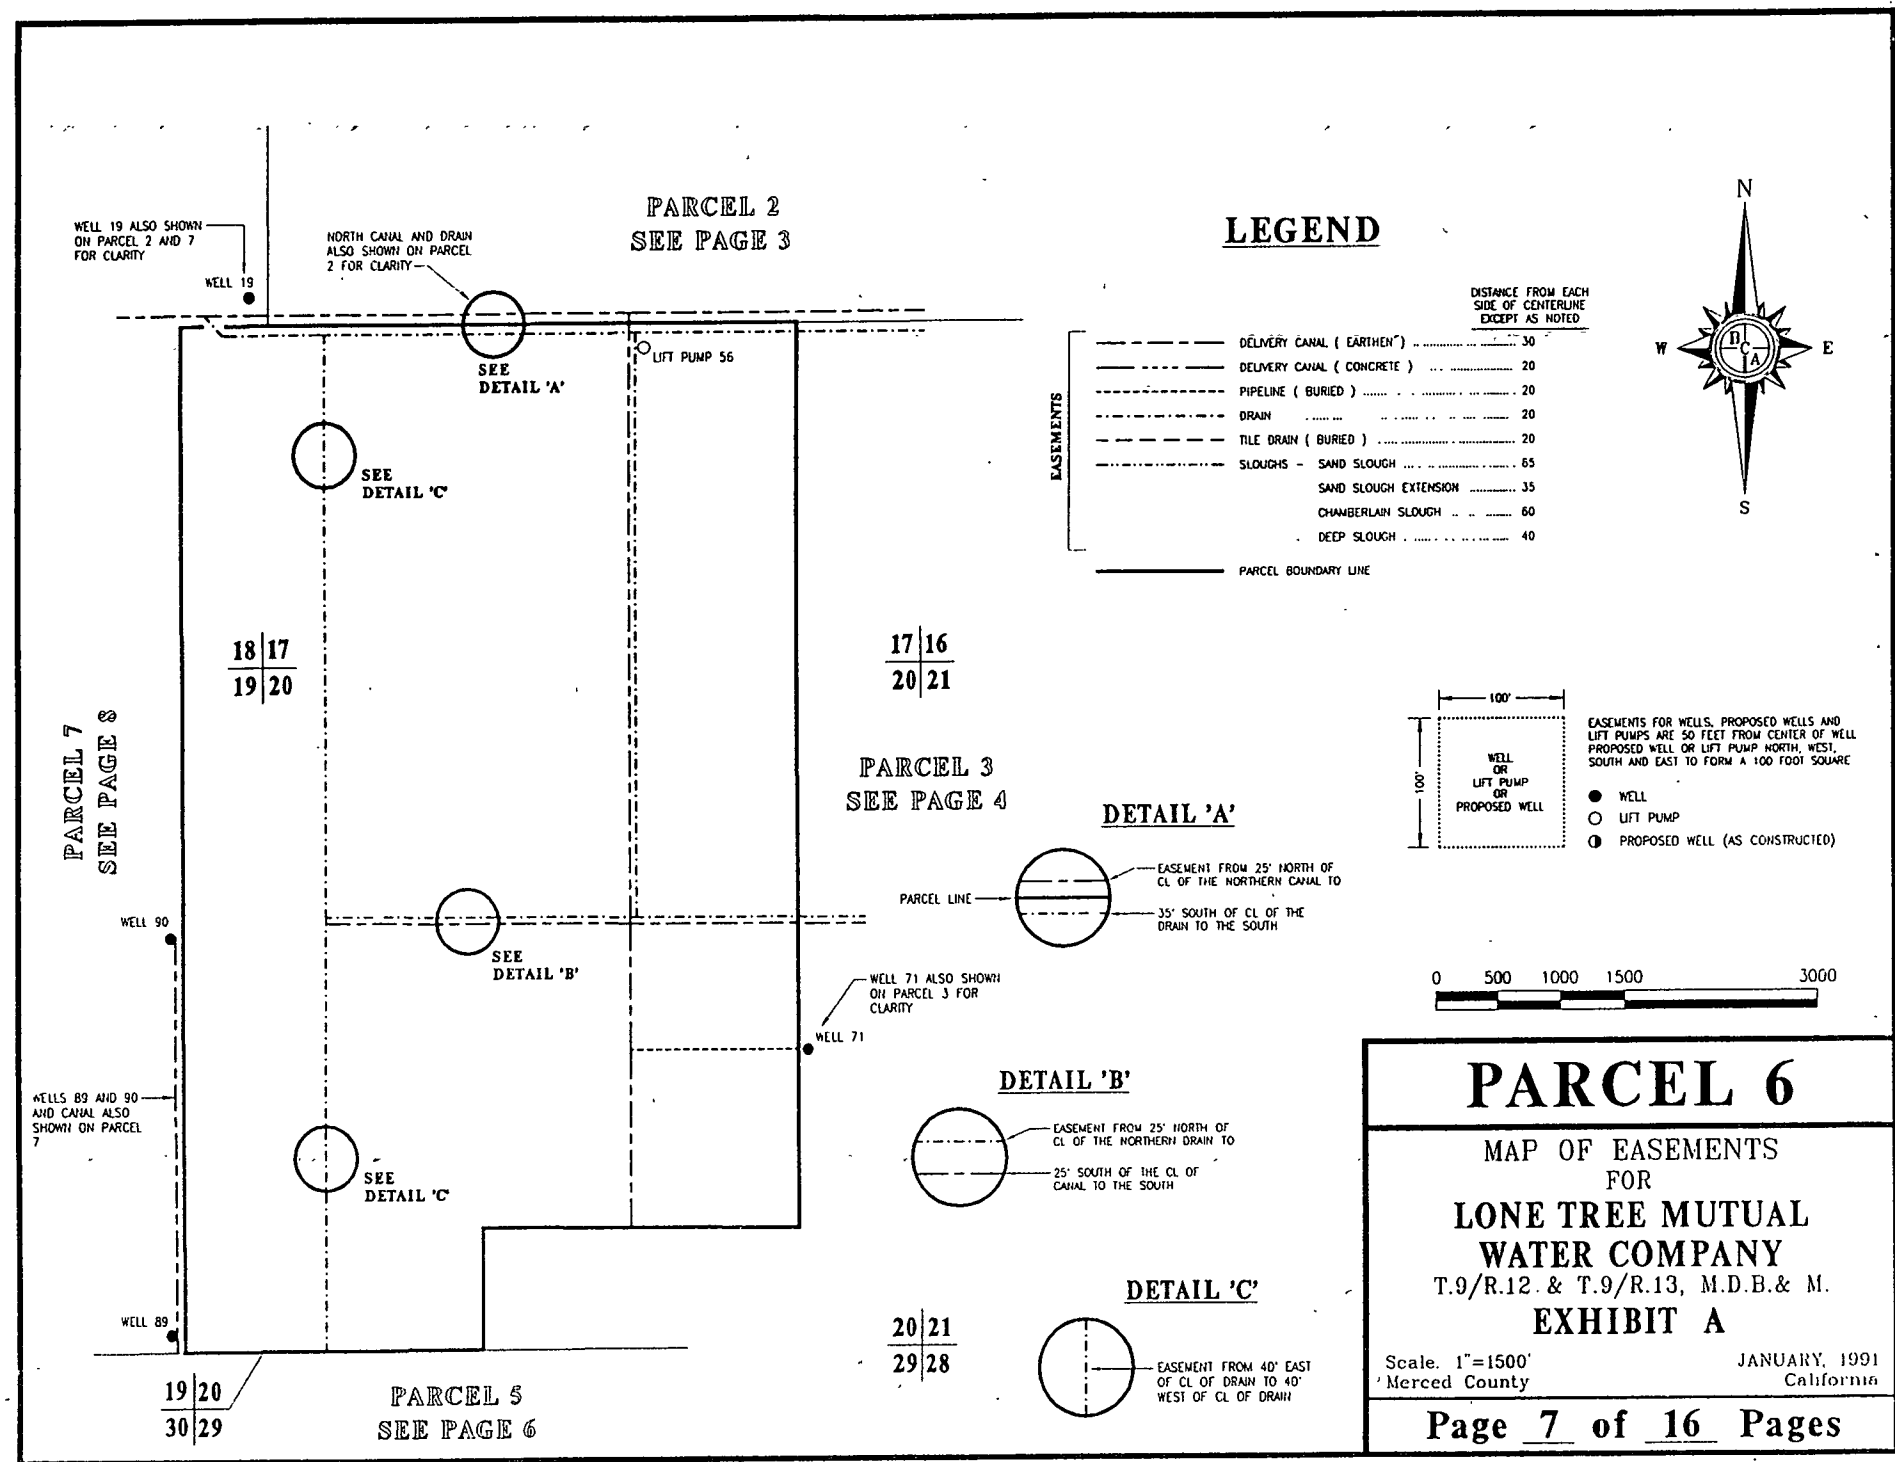 WELL 19 ALSO SHOWN
ON PARCEL 2 AND 7
FOR CLARITY
WELL 19
NORTH CANAL AND DRAIN
ALSO SHOWN ON PARCEL
2 FOR CLARITY
PARCEL 2
SEE PAGE 3
SEE
DETAIL 'A'
LIFT PUMP 56
SEE
DETAIL 'C'
18 17
19 20
17 16
20 21
PARCEL 7
SEE PAGE 8
PARCEL 3
SEE PAGE 4
WELL 90
SEE
DETAIL 'B'
WELL 71 ALSO SHOWN
ON PARCEL 3 FOR
CLARITY
WELL 71
WELLS 89 AND 90
AND CANAL ALSO
SHOWN ON PARCEL
7
SEE
DETAIL 'C'
WELL 89
19 20
30 29
PARCEL 5
SEE PAGE 6
20 21
29 28
LEGEND
DISTANCE FROM EACH
SIDE OF CENTERLINE
EXCEPT AS NOTED
EASEMENTS
DELIVERY CANAL ( EARTHEN ) 30
DELIVERY CANAL ( CONCRETE ) 20
PIPELINE ( BURIED ) 20
DRAIN 20
TILE DRAIN ( BURIED ) 20
SLOUGHS - SAND SLOUGH 65
SAND SLOUGH EXTENSION 35
CHAMBERLAIN SLOUGH 60
DEEP SLOUGH 40
PARCEL BOUNDARY LINE
N
W
E
S
D
C
A
100'
100'
WELL
OR
LIFT PUMP
OR
PROPOSED WELL
EASEMENTS FOR WELLS, PROPOSED WELLS AND
LIFT PUMPS ARE 50 FEET FROM CENTER OF WELL
PROPOSED WELL OR LIFT PUMP NORTH, WEST,
SOUTH AND EAST TO FORM A 100 FOOT SQUARE
WELL
LIFT PUMP
PROPOSED WELL (AS CONSTRUCTED)
DETAIL 'A'
PARCEL LINE
EASEMENT FROM 25' NORTH OF
CL OF THE NORTHERN CANAL TO
35' SOUTH OF CL OF THE
DRAIN TO THE SOUTH
DETAIL 'B'
EASEMENT FROM 25' NORTH OF
CL OF THE NORTHERN DRAIN TO
25' SOUTH OF THE CL OF
CANAL TO THE SOUTH
DETAIL 'C'
EASEMENT FROM 40' EAST
OF CL OF DRAIN TO 40'
WEST OF CL OF DRAIN
0 500 1000 1500 3000
PARCEL 6
MAP OF EASEMENTS
FOR
LONE TREE MUTUAL
WATER COMPANY
T.9/R.12 & T.9/R.13, M.D.B.& M.
EXHIBIT A
Scale. 1"=1500'
JANUARY, 1991
Merced County
California
Page 7 of 16 Pages